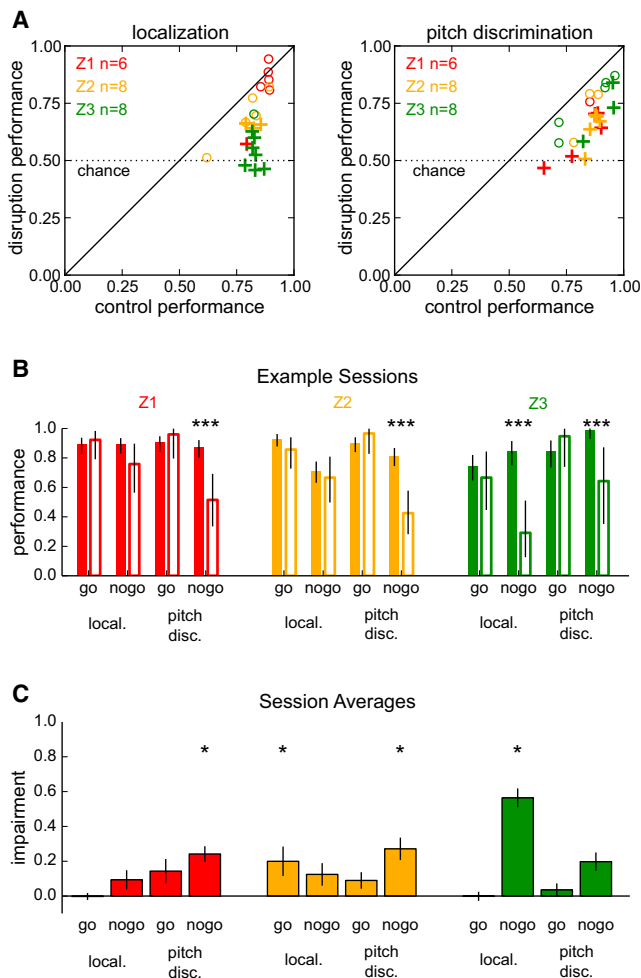 A
localization
pitch discrimination
disruption performance
1.00
0.75
0.50
0.25
0.00
Z1 n=6
Z2 n=8
Z3 n=8
chance
0.00 0.25 0.50 0.75 1.00
control performance
disruption performance
1.00
0.75
0.50
0.25
0.00
Z1 n=6
Z2 n=8
Z3 n=8
chance
0.00 0.25 0.50 0.75 1.00
control performance
B
Example Sessions
Z1 Z2 Z3
*** *** *** ***
performance
1.0
0.8
0.6
0.4
0.2
0.0
go nogo go nogo go nogo go nogo go nogo go nogo
local. pitch disc. local. pitch disc. local. pitch disc.
C
Session Averages
* * * *
impairment
1.0
0.8
0.6
0.4
0.2
0.0
go nogo go nogo go nogo go nogo go nogo go nogo
local. pitch disc. local. pitch disc. local. pitch disc.